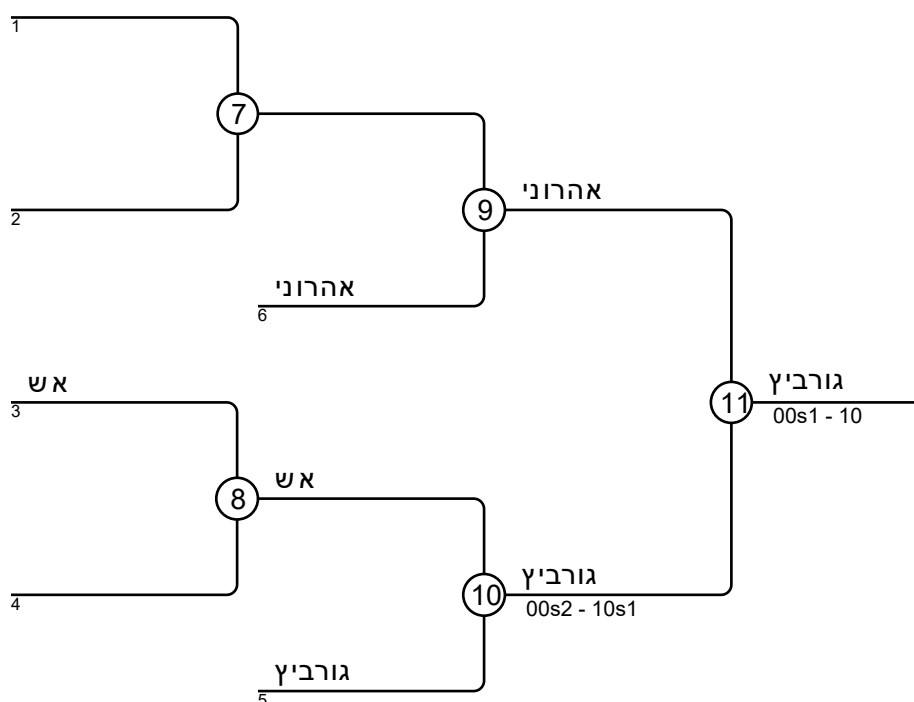 1
7
2
אהרוני
9
אהרוני
6
אש
3
גורביץ
11
00s1 - 10
אש
8
גורביץ
10
4
00s2 - 10s1
גורביץ
5